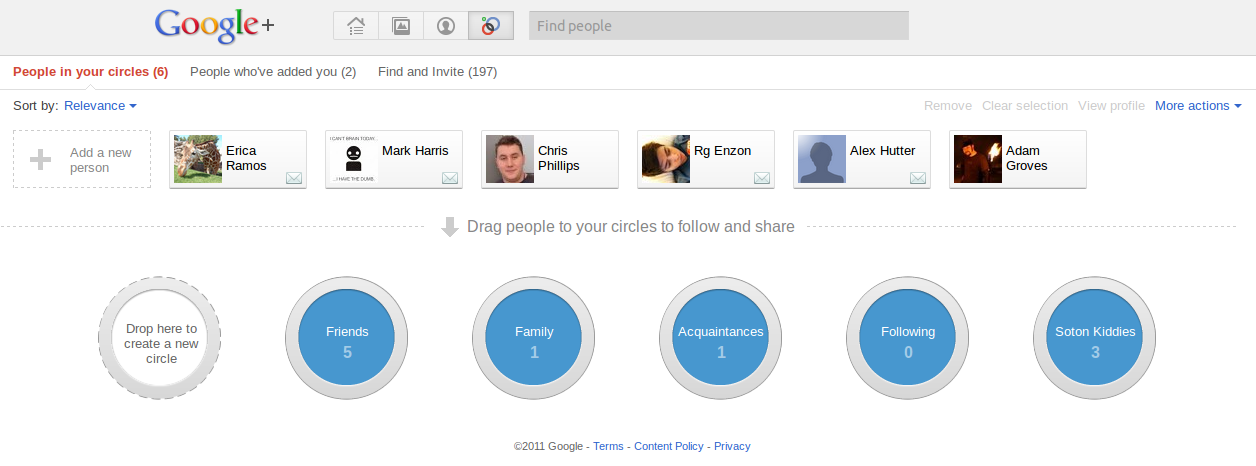 Google+
Find people
People in your circles (6) People who've added you (2) Find and Invite (197)
Sort by: Relevance Remove Clear selection View profile More actions
Add a new
person
Erica
Ramos
I CAN'T BRAIN TODAY...
...I HAVE THE DUMB.
Mark Harris
Chris
Phillips
Rg Enzon
Alex Hutter
Adam
Groves
Drag people to your circles to follow and share
Drop here to
create a new
circle
Friends
5
Family
1
Acquaintances
1
Following
0
Soton Kiddies
3
©2011 Google - Terms - Content Policy - Privacy